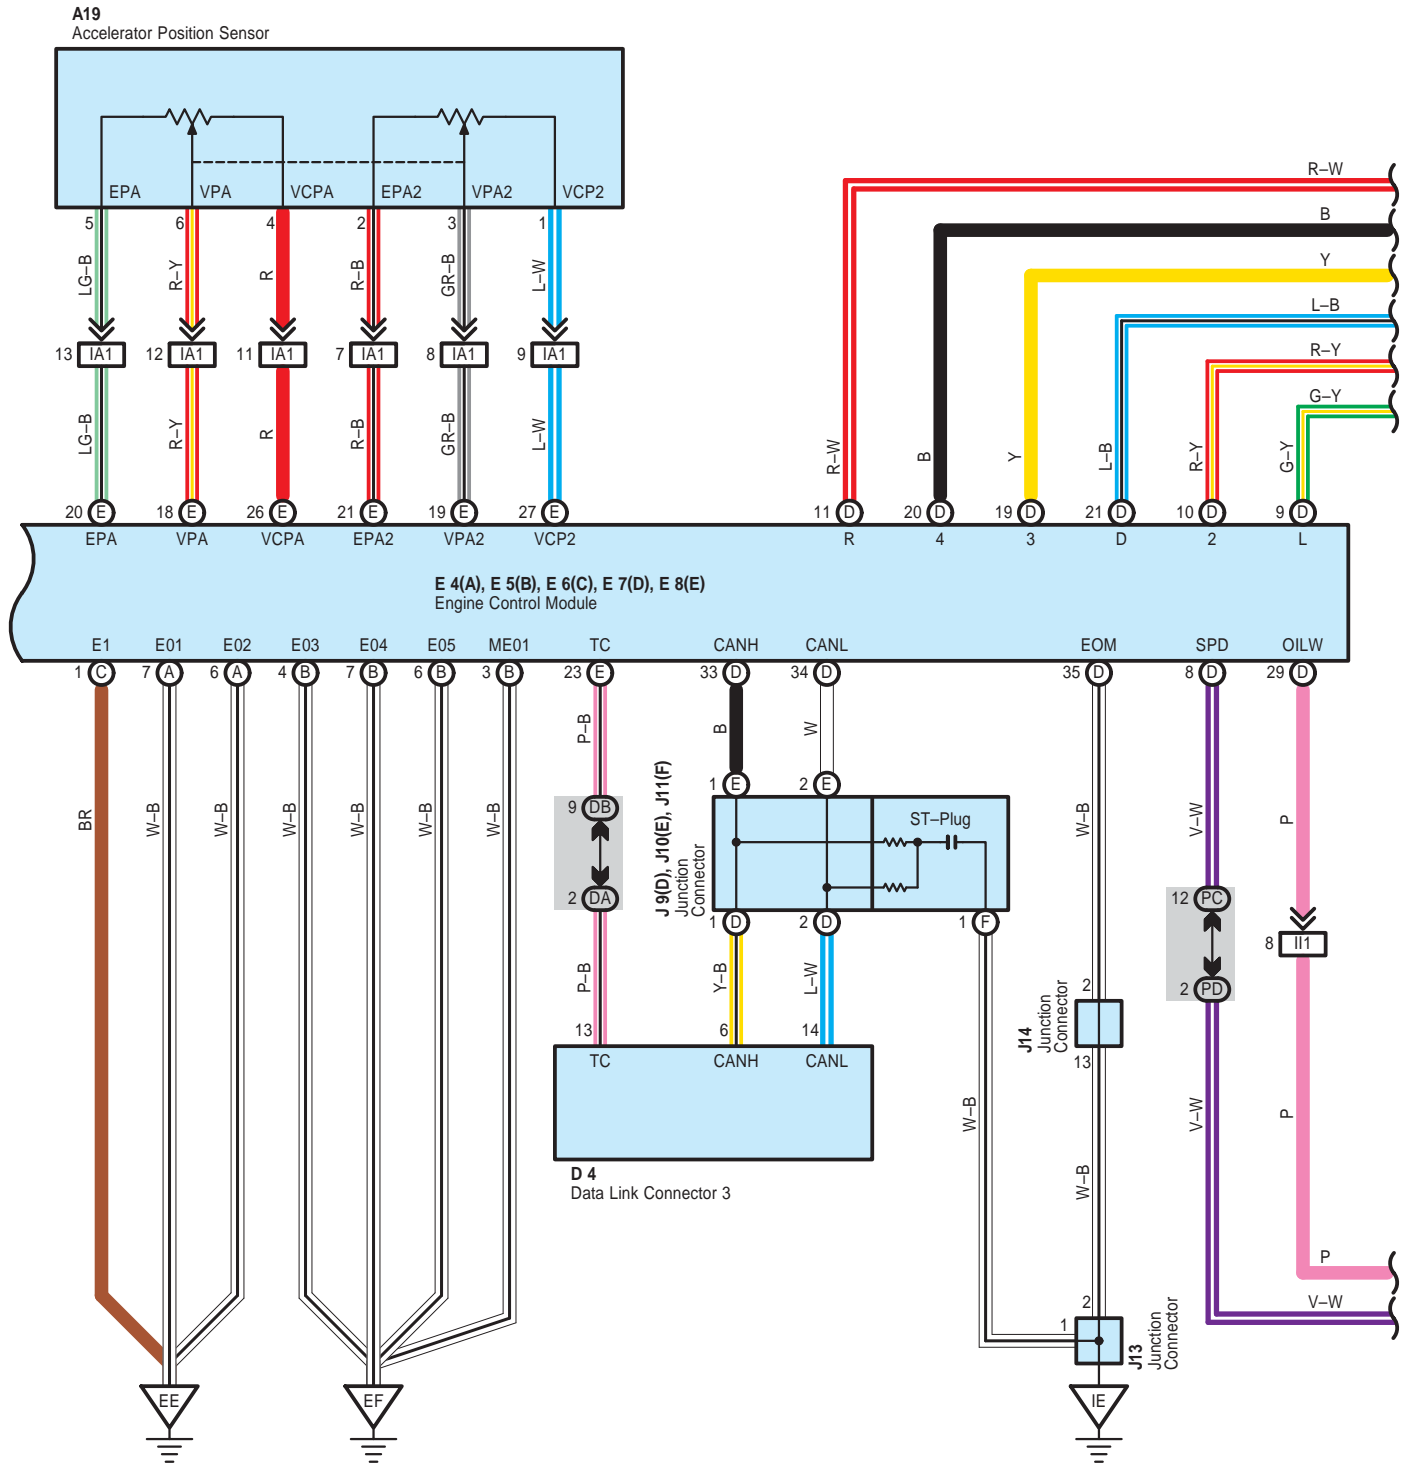 A19
Accelerator Position Sensor
EPA VPA VCPA EPA2 VPA2 VCP2
5 6 4 2 3 1
LG–B R–Y R R–B GR–B L–W
13 IA1 12 IA1 11 IA1 7 IA1 8 IA1 9 IA1
LG–B R–Y R R–B GR–B L–W
R–W
B
Y
L–B
R–Y
G–Y
R–W B Y L–B R–Y G–Y
20 E 18 E 26 E 21 E 19 E 27 E 11 D 20 D 19 D 21 D 10 D 9 D
EPA VPA VCPA EPA2 VPA2 VCP2 R 4 3 D 2 L
E 4(A), E 5(B), E 6(C), E 7(D), E 8(E)
Engine Control Module
E1 E01 E02 E03 E04 E05 ME01 TC CANH CANL EOM SPD OILW
1 C 7 A 6 A 4 B 7 B 6 B 3 B 23 E 33 D 34 D 35 D 8 D 29 D
P–B B W
1 E 2 E
BR W–B W–B W–B W–B W–B W–B W–B V–W P
9 DB
2 DA
J 9(D), J10(E), J11(F)
Junction
Connector
ST–Plug
1 D 2 D 1 F
12 PC
2 PD
8 II1
P–B Y–B L–W
2
J14
Junction
Connector
13
13 6 14
TC CANH CANL
D 4
Data Link Connector 3
W–B W–B V–W P
P
V–W
2
1
J13
Junction
Connector
EE EF IE